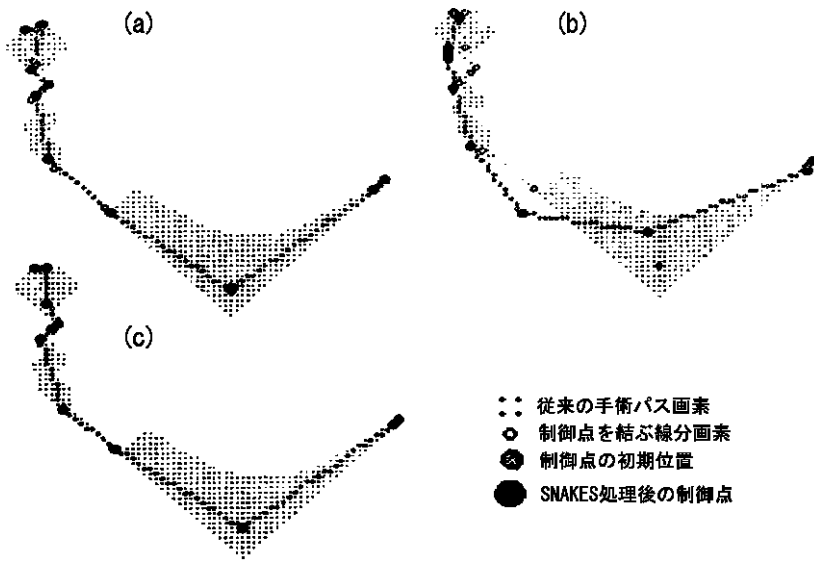 (a)
(b)
(c)
従来の手術パス画素
制御点を結ぶ線分画素
制御点の初期位置
SNAKES処理後の制御点